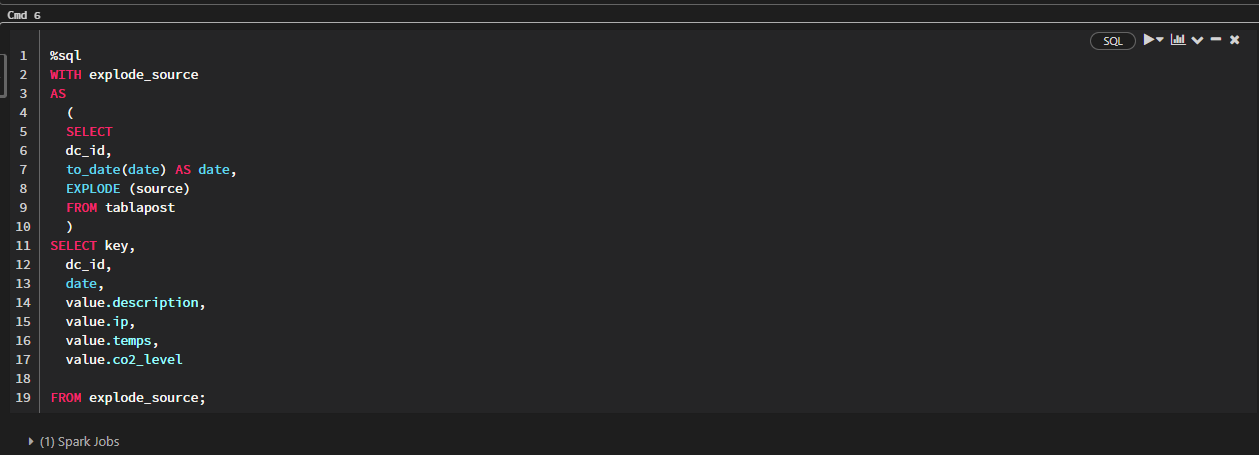 Cmd 6
SQL
1 %sql
2 WITH explode_source
3 AS
4 (
5 SELECT
6 dc_id,
7 to_date(date) AS date,
8 EXPLODE (source)
9 FROM tablapost
10 )
11 SELECT key,
12 dc_id,
13 date,
14 value.description,
15 value.ip,
16 value.temps,
17 value.co2_level
18
19 FROM explode_source;
(1) Spark Jobs